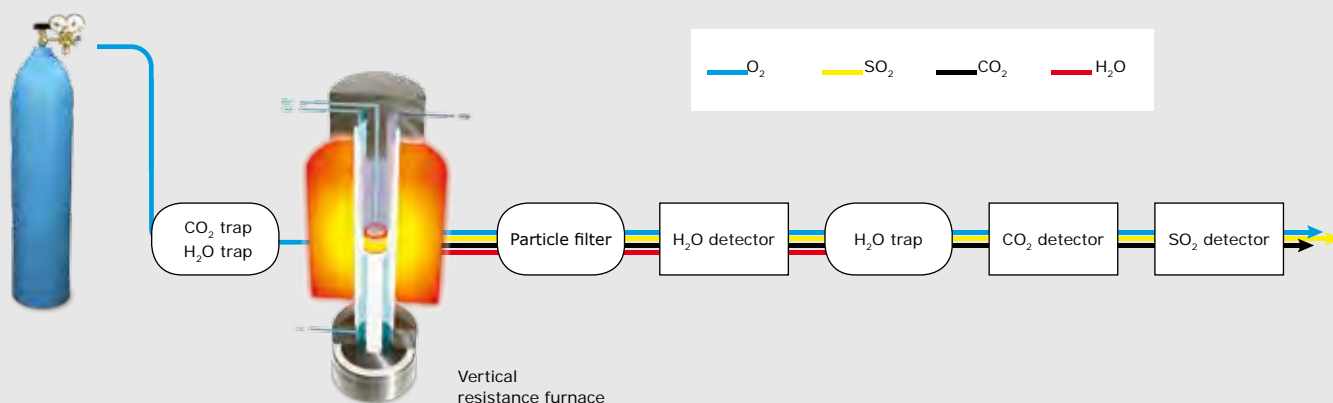 O₂
SO₂
CO₂
H₂O
CO₂ trap
H₂O trap
Particle filter
H₂O detector
H₂O trap
CO₂ detector
SO₂ detector
Vertical
resistance furnace